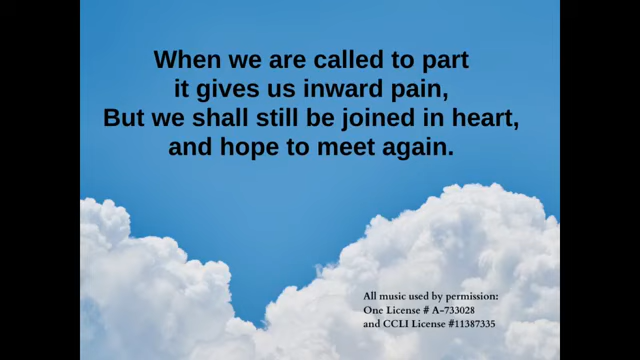 When we are called to part
it gives us inward pain,
But we shall still be joined in heart,
and hope to meet again.
All music used by permission:
One License # A-733028
and CCLI License #11387335